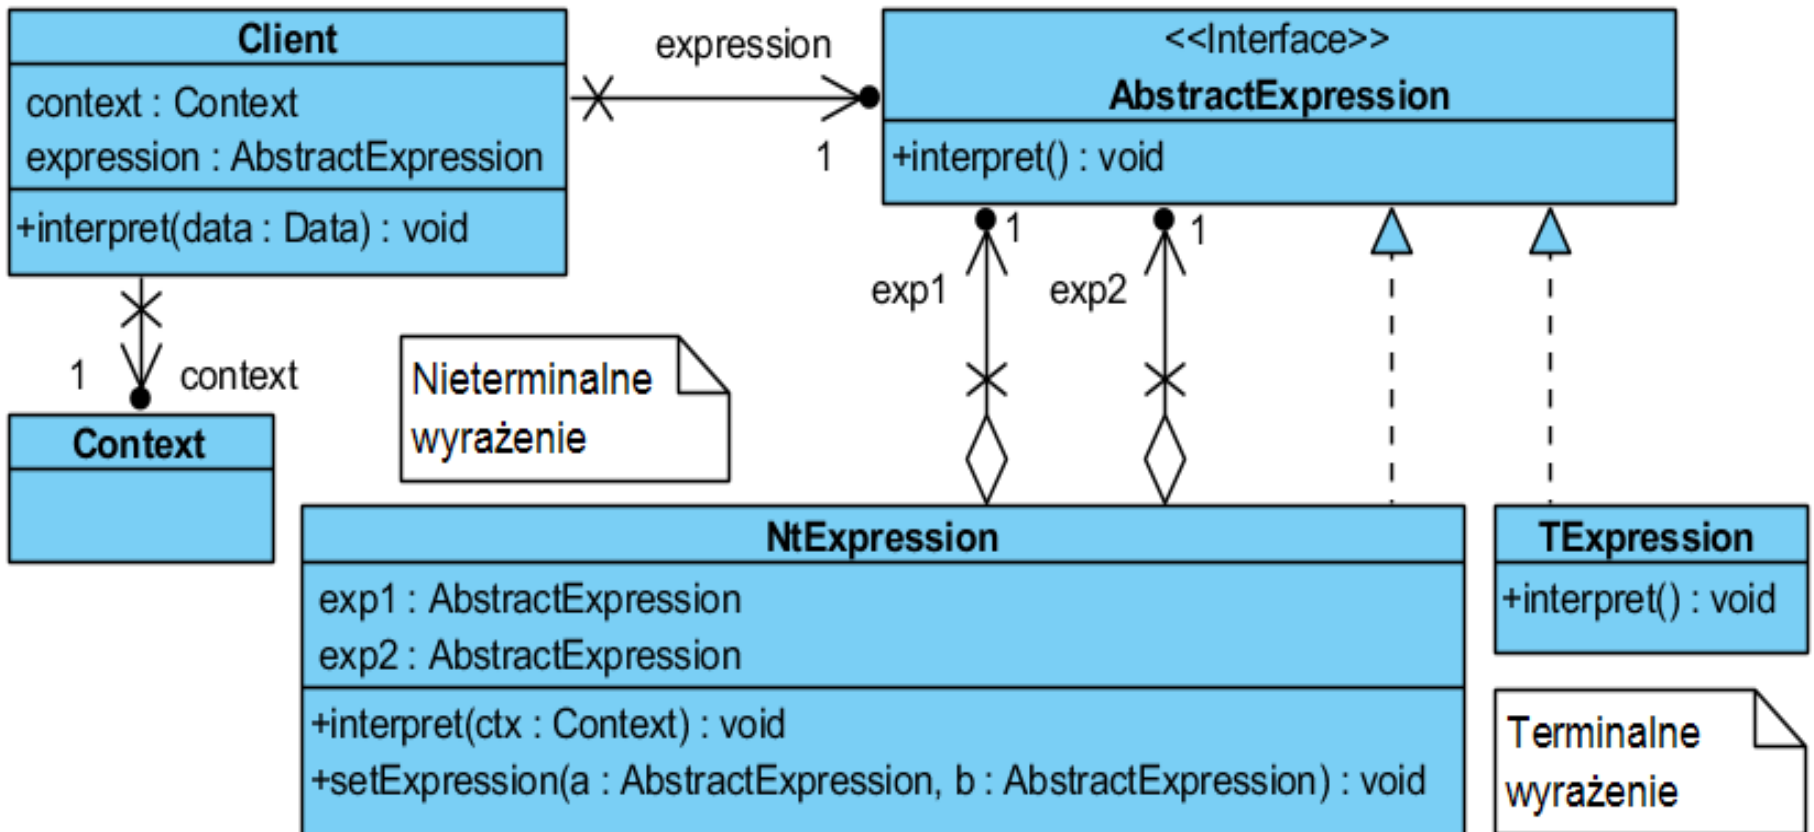 Client
context : Context
expression : AbstractExpression
+interpret(data : Data) : void
expression
1
<<Interface>>
AbstractExpression
+interpret() : void
1
context
Context
Nieterminalne
wyrażenie
exp1
1
exp2
1
NtExpression
exp1 : AbstractExpression
exp2 : AbstractExpression
+interpret(ctx : Context) : void
+setExpression(a : AbstractExpression, b : AbstractExpression) : void
TExpression
+interpret() : void
Terminalne
wyrażenie